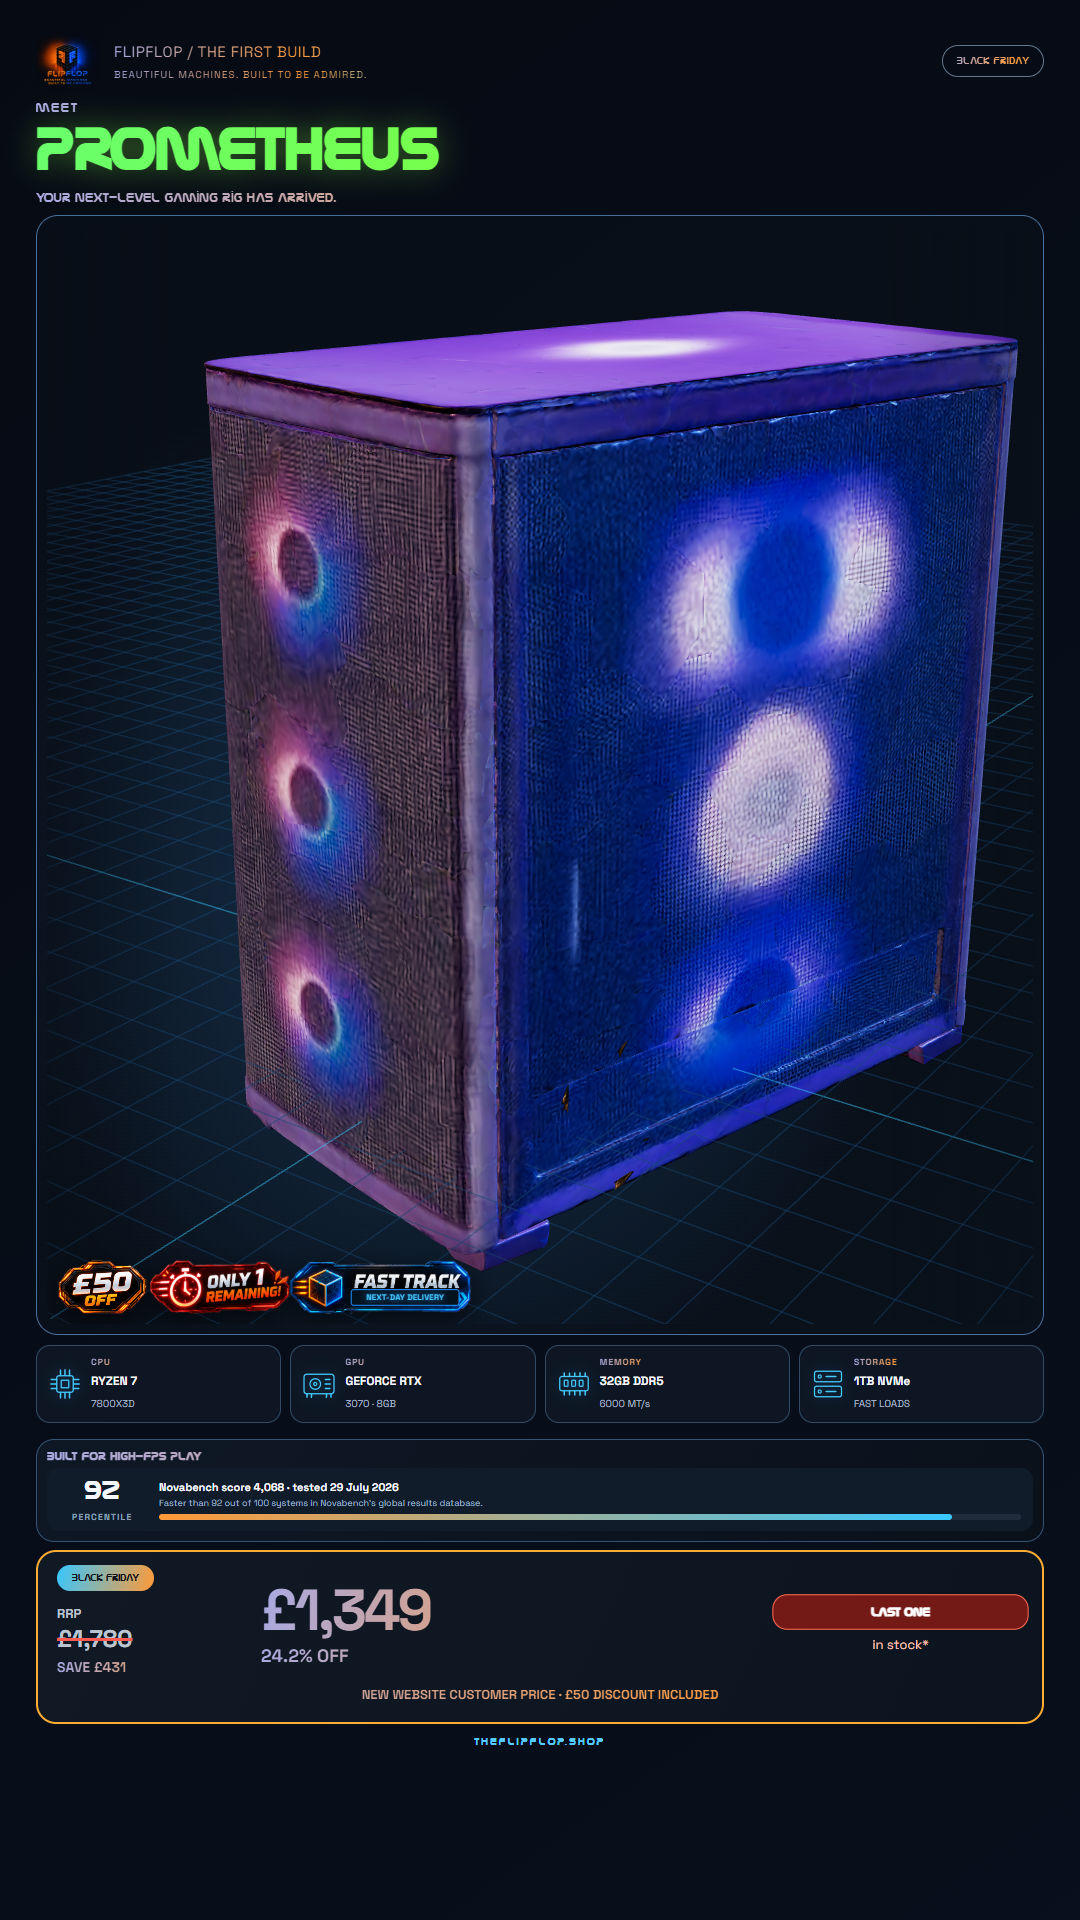 FLIPFLOP
FLIPFLOP / THE FIRST BUILD
BEAUTIFUL MACHINES. BUILT TO BE ADMIRED.
BLACK FRIDAY
MEET
PROMETHEUS
YOUR NEXT-LEVEL GAMING RIG HAS ARRIVED.
£50
OFF
ONLY 1
REMAINING!
FAST TRACK
NEXT-DAY DELIVERY
CPU
RYZEN 7
7800X3D
GPU
GEFORCE RTX
3070 · 8GB
MEMORY
32GB DDR5
6000 MT/s
STORAGE
1TB NVMe
FAST LOADS
BUILT FOR HIGH-FPS PLAY
92
PERCENTILE
Novabench score 4,068 · tested 29 July 2026
Faster than 92 out of 100 systems in Novabench's global results database.
BLACK FRIDAY
RRP
£1,780
SAVE £431
£1,349
24.2% OFF
LAST ONE
in stock*
NEW WEBSITE CUSTOMER PRICE · £50 DISCOUNT INCLUDED
THEFLIPFLOP.SHOP